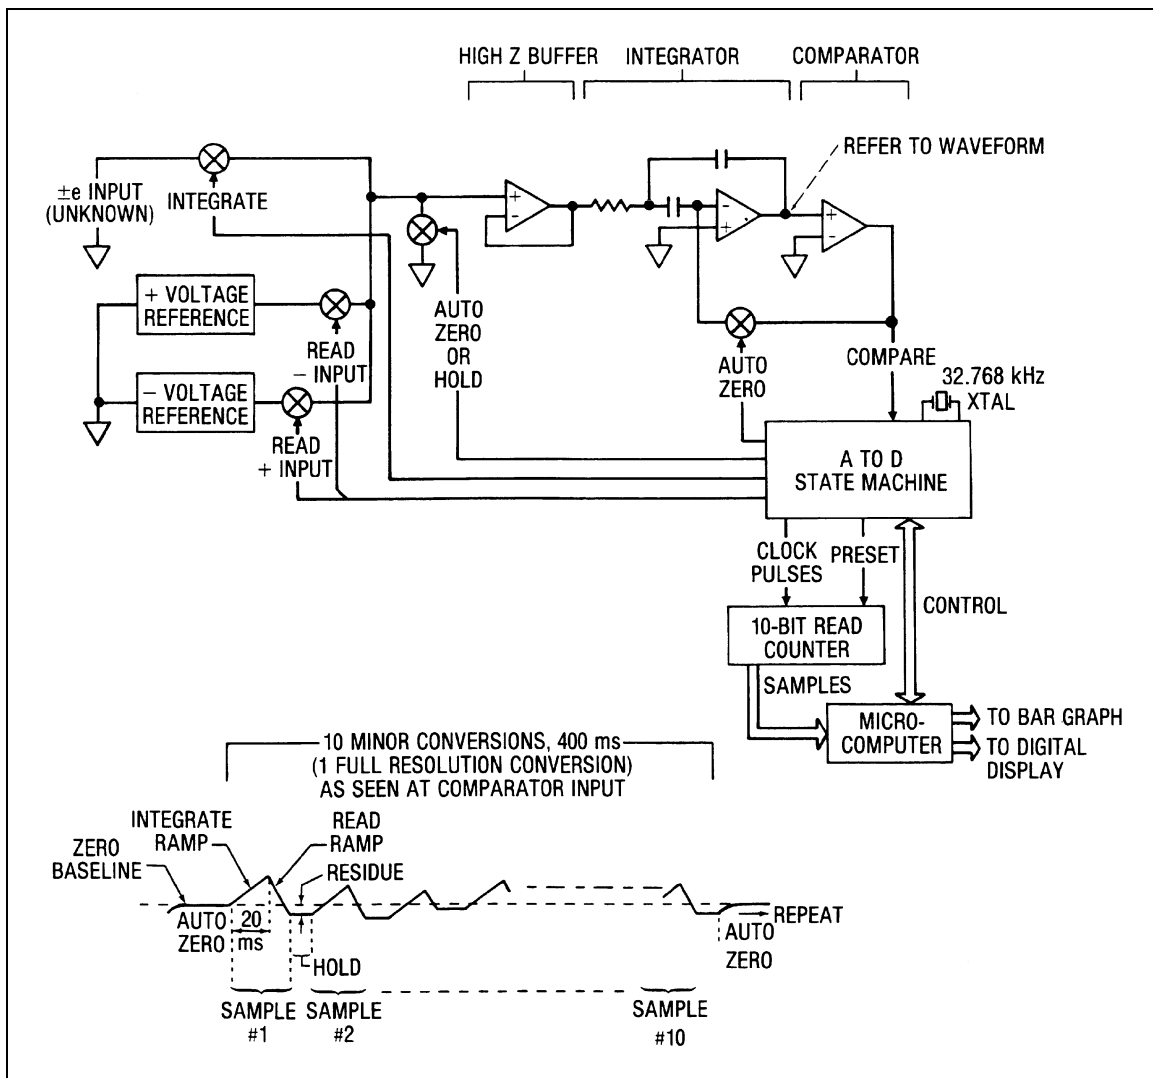 HIGH Z BUFFER
INTEGRATOR
COMPARATOR
REFER TO WAVEFORM
±e INPUT
(UNKNOWN)
INTEGRATE
+
-
-
+
+
-
+ VOLTAGE
REFERENCE
READ
- INPUT
- VOLTAGE
REFERENCE
READ
+ INPUT
AUTO
ZERO
OR
HOLD
AUTO
ZERO
COMPARE
32.768 kHz
XTAL
A TO D
STATE MACHINE
CLOCK
PULSES
PRESET
CONTROL
10-BIT READ
COUNTER
SAMPLES
MICRO-
COMPUTER
TO BAR GRAPH
TO DIGITAL
DISPLAY
10 MINOR CONVERSIONS, 400 ms
(1 FULL RESOLUTION CONVERSION)
AS SEEN AT COMPARATOR INPUT
INTEGRATE
RAMP
READ
RAMP
ZERO
BASELINE
RESIDUE
AUTO
ZERO
20
ms
HOLD
REPEAT
AUTO
ZERO
SAMPLE
#1
SAMPLE
#2
SAMPLE
#10